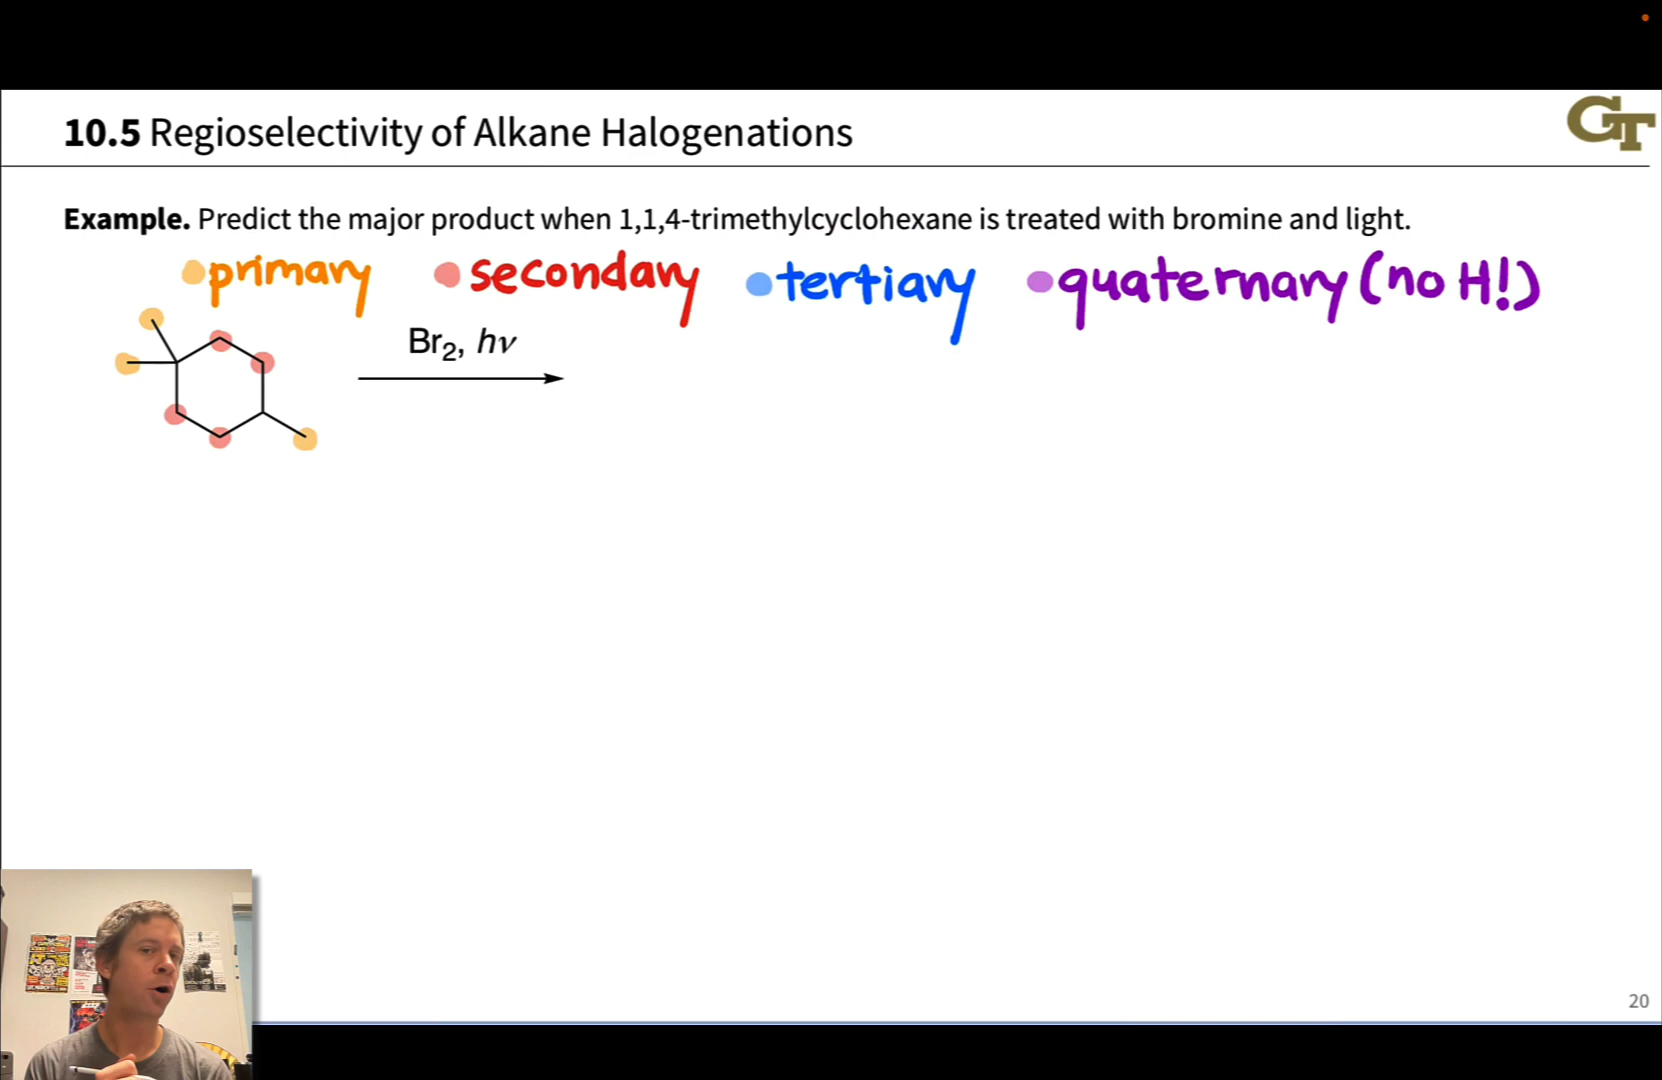 10.5 Regioselectivity of Alkane Halogenations
GT
Example. Predict the major product when 1,1,4-trimethylcyclohexane is treated with bromine and light.
primary secondary tertiary quaternary (no H!)
Br₂, hν
20